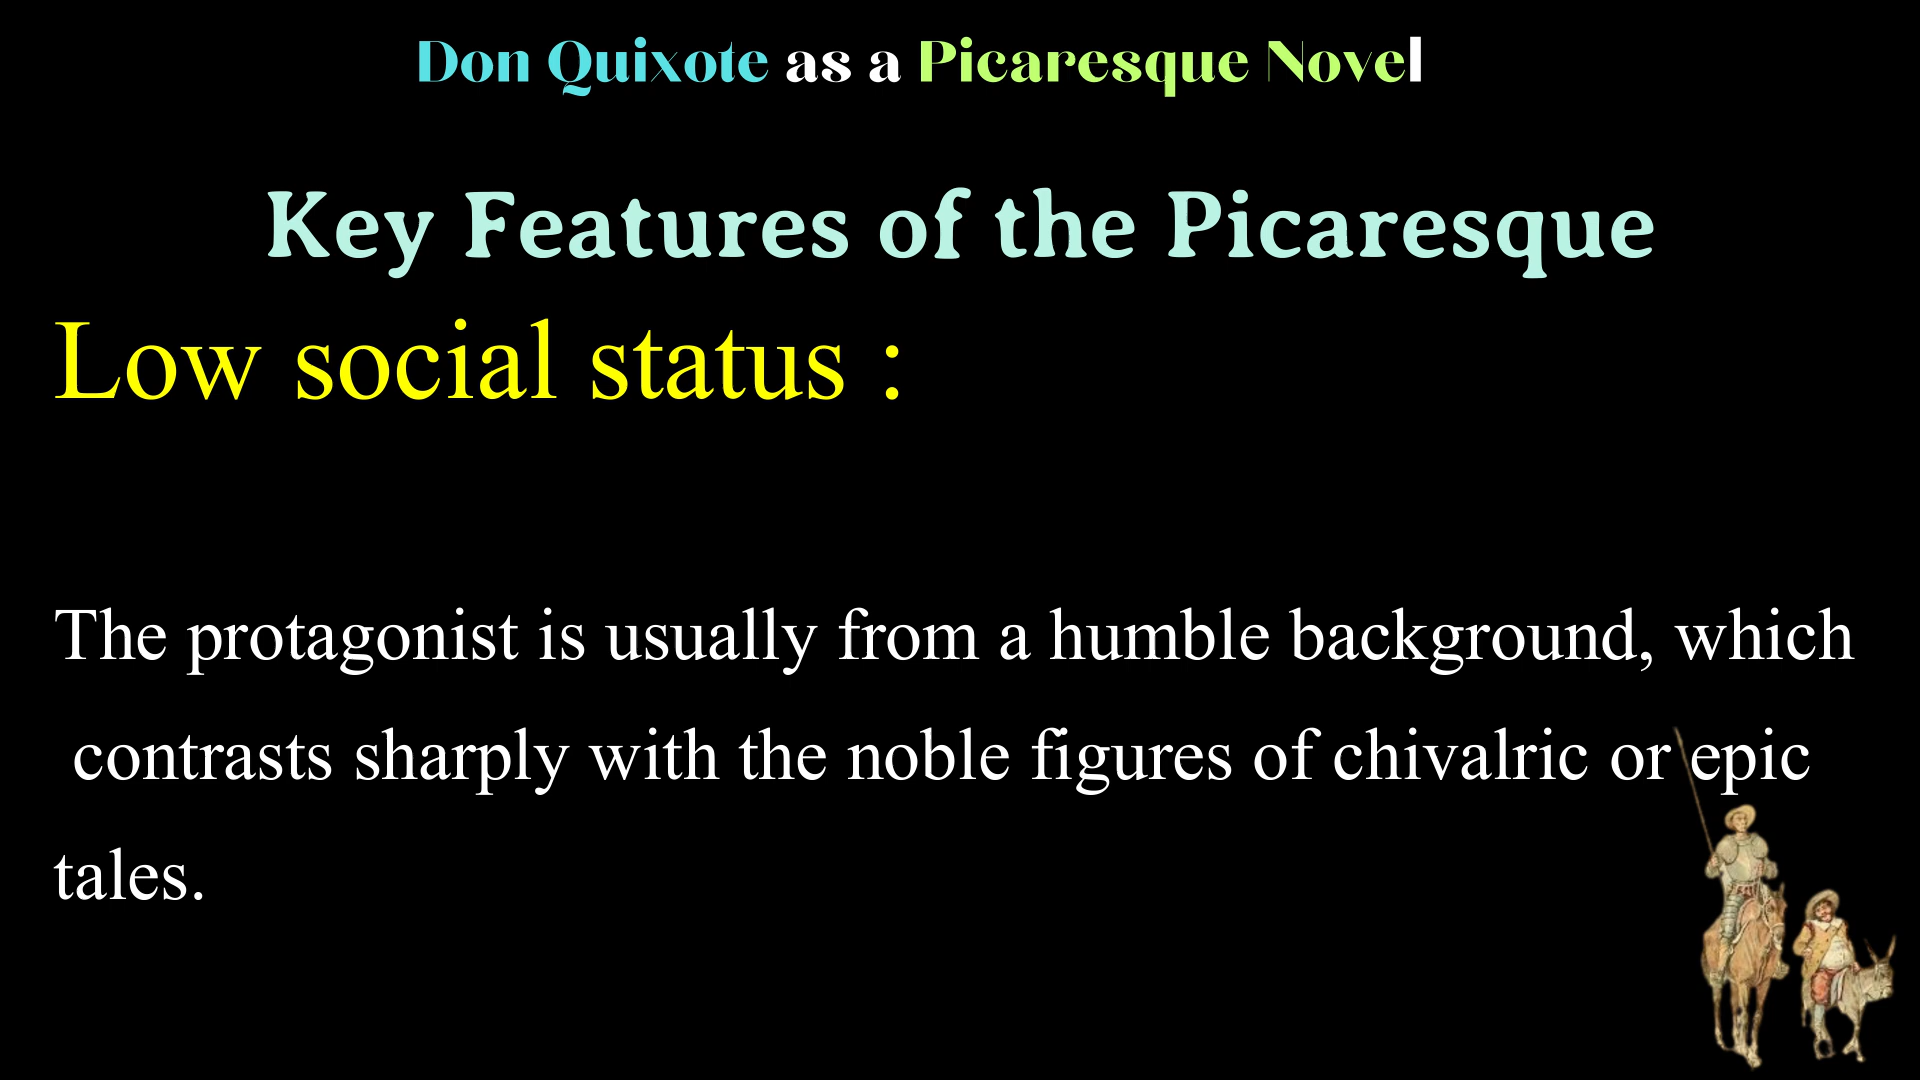 Don Quixote as a Picaresque Novel
Key Features of the Picaresque
Low social status :
The protagonist is usually from a humble background, which
contrasts sharply with the noble figures of chivalric or epic
tales.